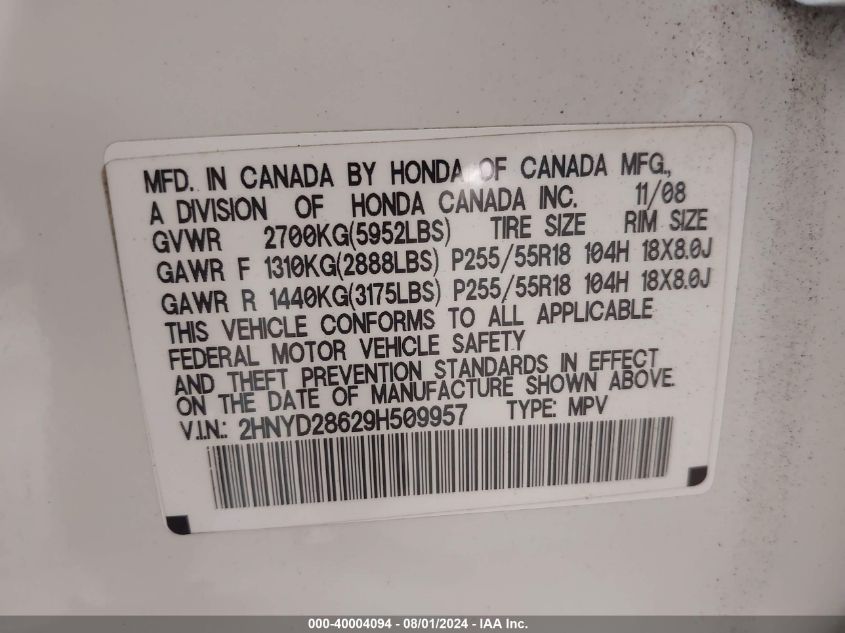 MFD. IN CANADA BY HONDA OF CANADA MFG.,
A DIVISION OF HONDA CANADA INC. 11/08
GVWR 2700KG(5952LBS) TIRE SIZE RIM SIZE
GAWR F 1310KG(2888LBS) P255/55R18 104H 18X8.0J
GAWR R 1440KG(3175LBS) P255/55R18 104H 18X8.0J
THIS VEHICLE CONFORMS TO ALL APPLICABLE
FEDERAL MOTOR VEHICLE SAFETY
AND THEFT PREVENTION STANDARDS IN EFFECT
ON THE DATE OF MANUFACTURE SHOWN ABOVE.
V.I.N: 2HNYD28629H509957 TYPE: MPV
000-40004094 - 08/01/2024 - IAA Inc.